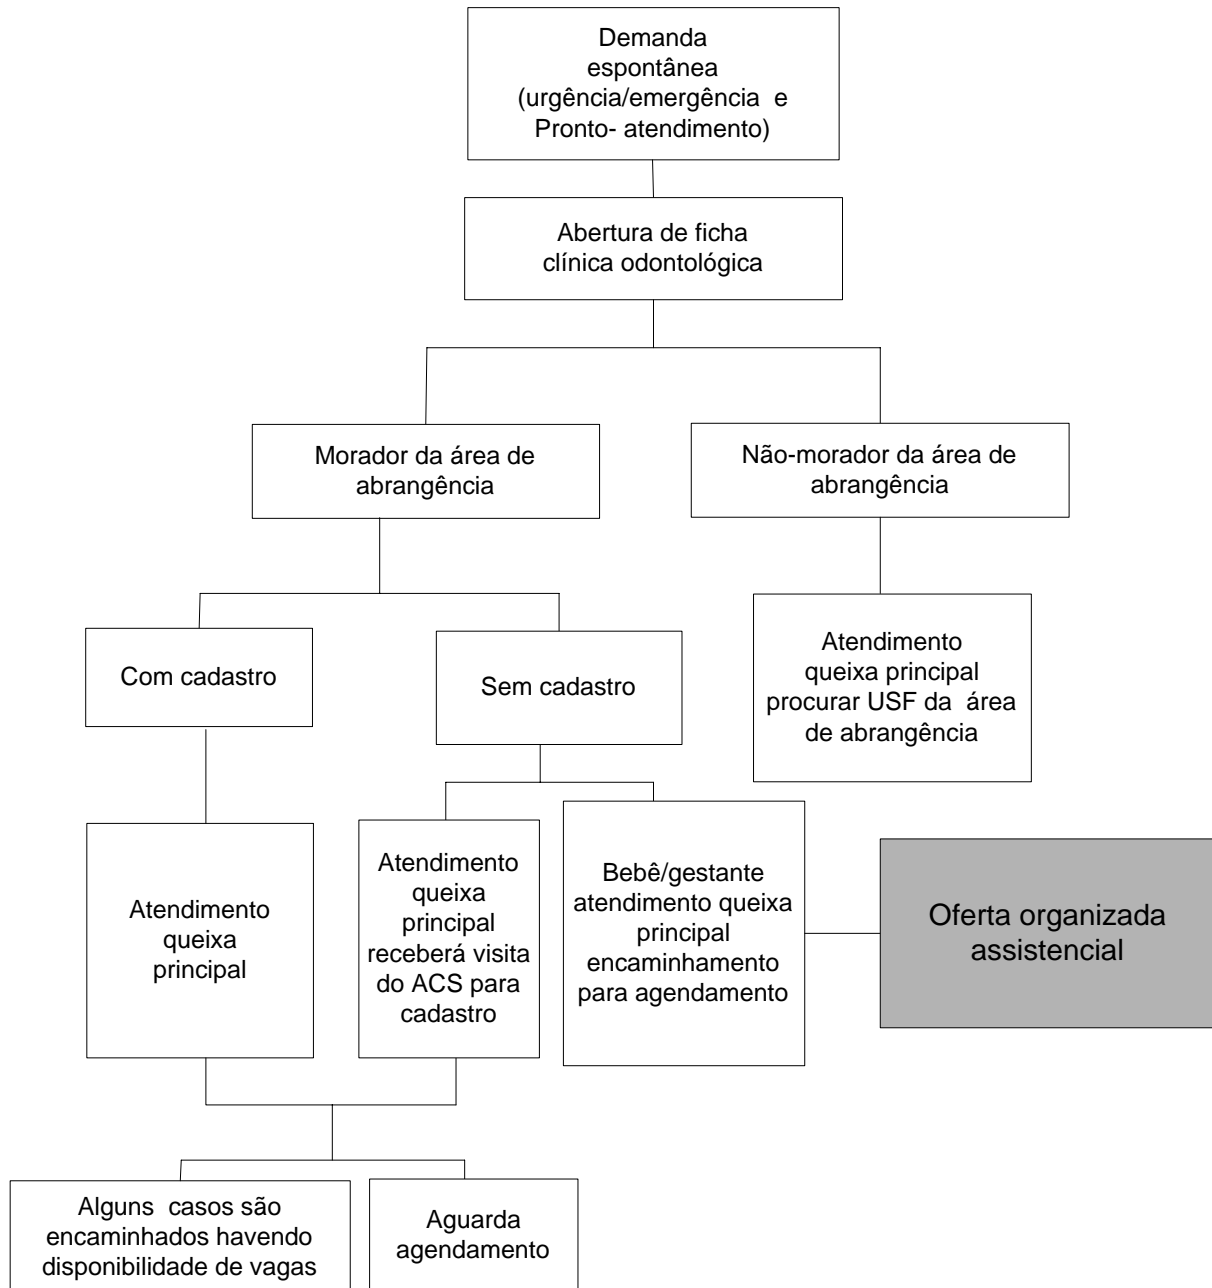 Demanda
espontânea
(urgência/emergência e
Pronto- atendimento)
Abertura de ficha
clínica odontológica
Morador da área de
abrangência
Não-morador da área de
abrangência
Com cadastro
Sem cadastro
Atendimento
queixa principal
procurar USF da área
de abrangência
Atendimento
queixa
principal
Atendimento
queixa
principal
receberá visita
do ACS para
cadastro
Bebê/gestante
atendimento queixa
principal
encaminhamento
para agendamento
Oferta organizada
assistencial
Alguns casos são
encaminhados havendo
disponibilidade de vagas
Aguarda
agendamento